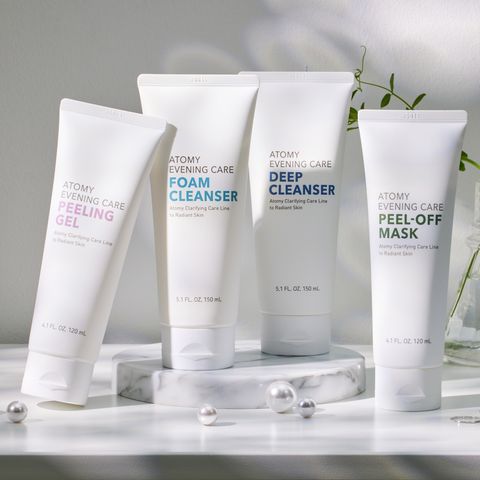 ATOMY
EVENING CARE
PEELING
GEL
Atomy Clarifying Care Line
to Radiant Skin
4.1 FL. OZ. 120 mL
ATOMY
EVENING CARE
FOAM
CLEANSER
Atomy Clarifying Care Line
to Radiant Skin
5.1 FL. OZ. 150 mL
ATOMY
EVENING CARE
DEEP
CLEANSER
Atomy Clarifying Care Line
to Radiant Skin
5.1 FL. OZ. 150 mL
ATOMY
EVENING CARE
PEEL-OFF
MASK
Atomy Clarifying Care Line
to Radiant Skin
4.1 FL. OZ. 120 mL